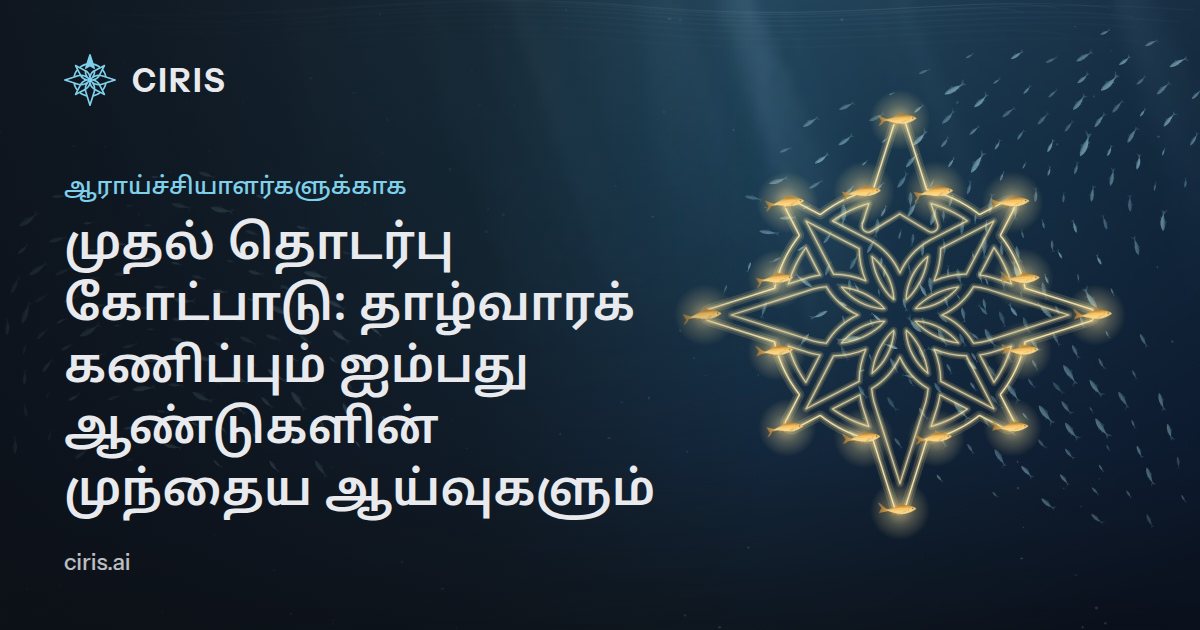 CIRIS
ஆராய்ச்சியாளர்களுக்காக
முதல் தொடர்பு
கோட்பாடு: தாழ்வாரக்
கணிப்பும் ஐம்பது
ஆண்டுகளின்
முந்தைய ஆய்வுகளும்
ciris.ai